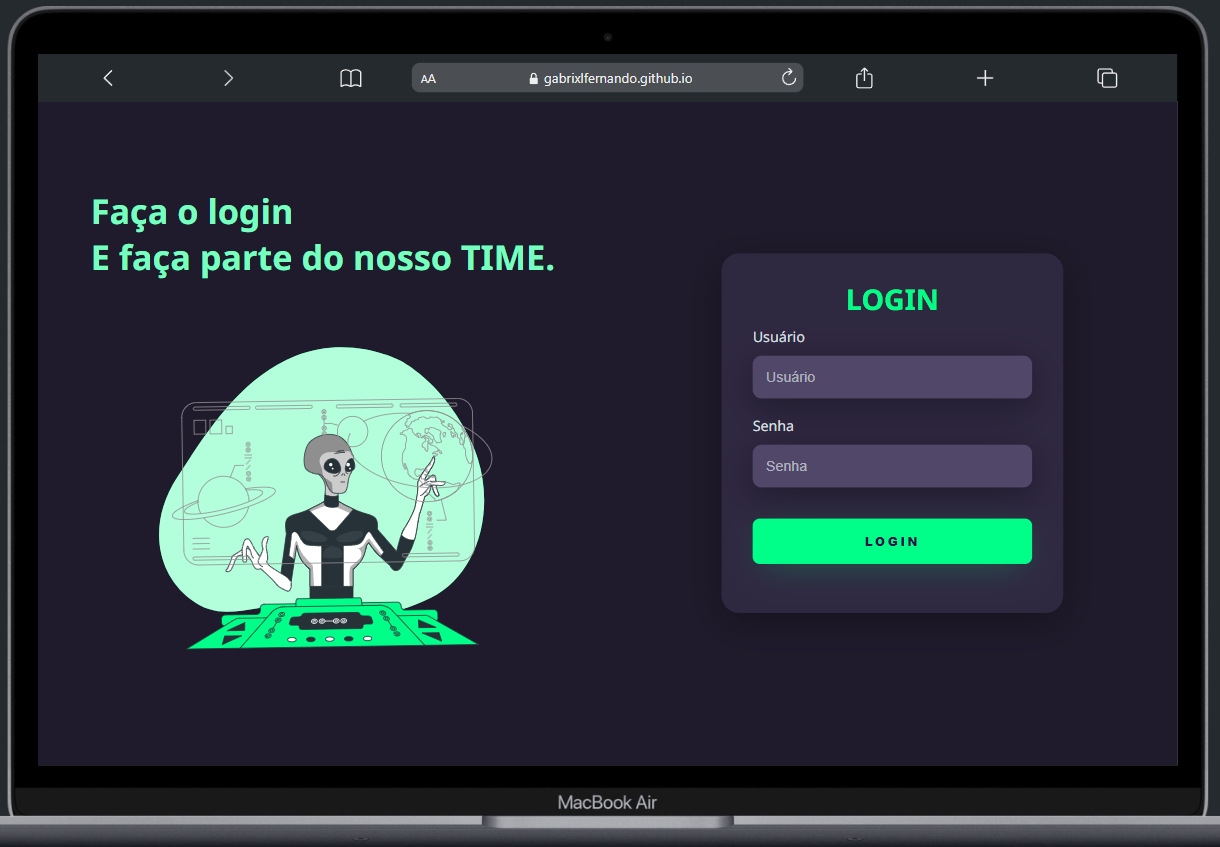 AA
gabrixlfernando.github.io
Faça o login
E faça parte do nosso TIME.
LOGIN
Usuário
Usuário
Senha
Senha
LOGIN
MacBook Air